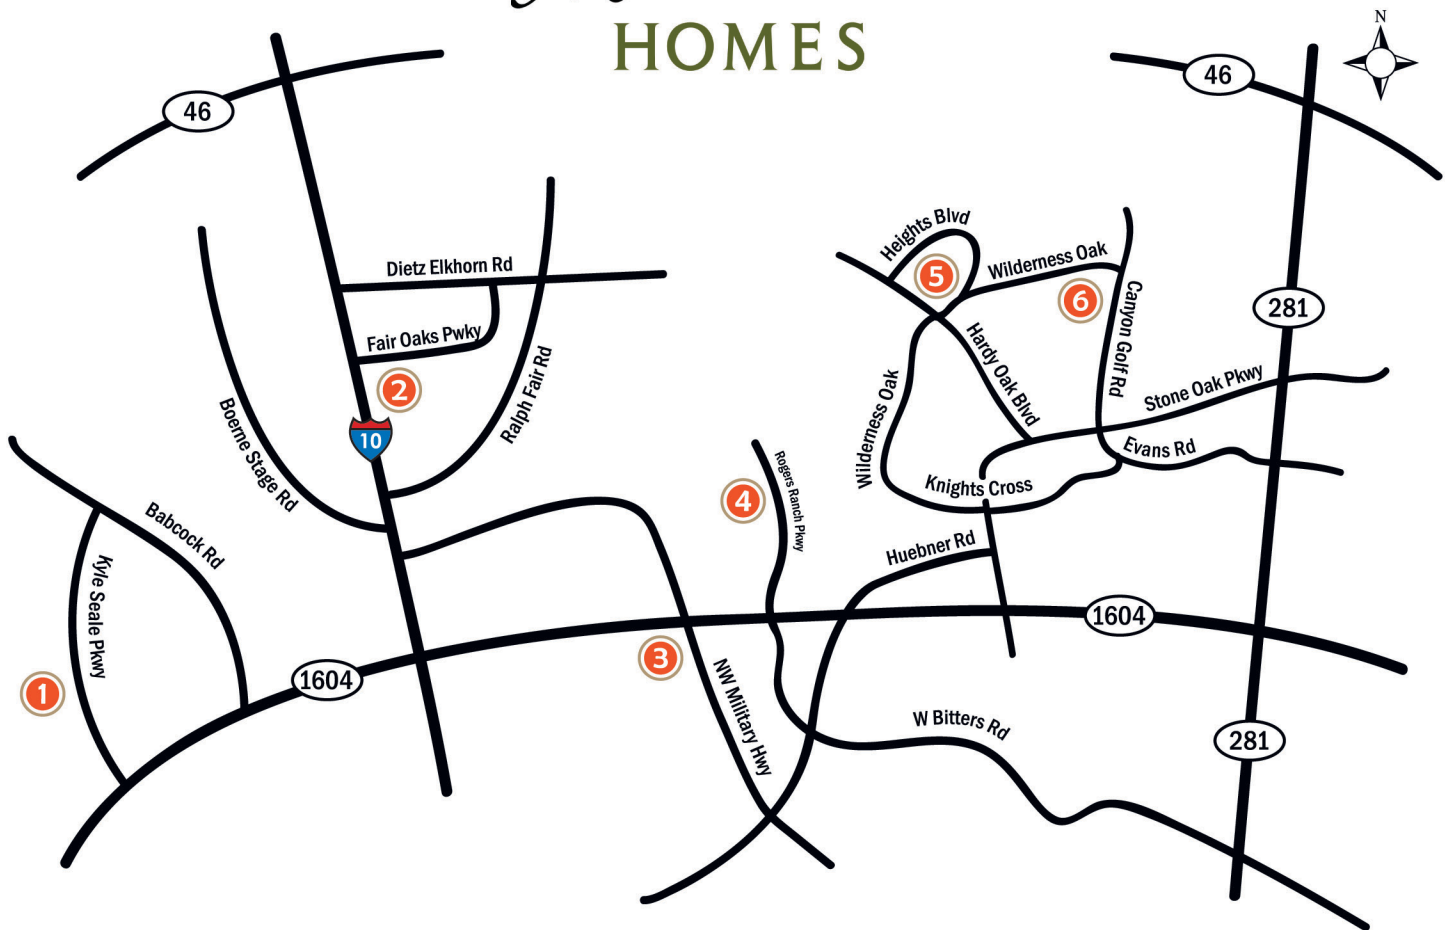 HOMES
N
46
46
Heights Blvd
Wilderness Oak
Dietz Elkhorn Rd
5
6
281
Canyon Golf Rd
Fair Oaks Pwky
Hardy Oak Blvd
Ralph Fair Rd
2
Stone Oak Pkwy
Wilderness Oak
Boerne Stage Rd
10
Evans Rd
Rogers Ranch Pkwy
Knights Cross
4
Babcock Rd
Huebner Rd
Kyle Seale Pkwy
1604
3
1604
1
NW Military Hwy
W Bitters Rd
281